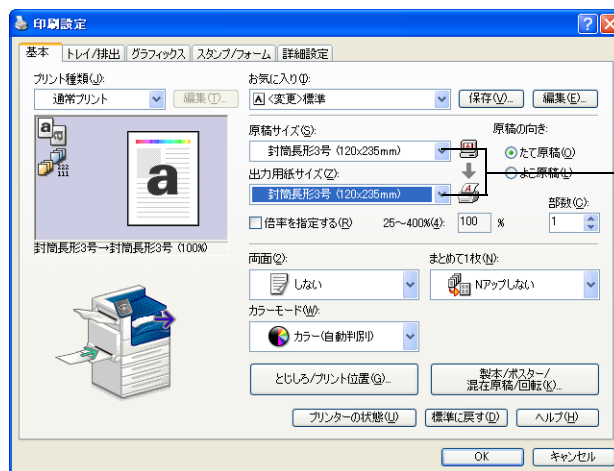 印刷設定
基本 トレイ/排出 グラフィックス スタンプ/フォーム 詳細設定
プリント種類(J):
通常プリント 編集(T)...
お気に入り(I):
A <変更>標準 保存(V)... 編集(E)...
原稿サイズ(S):
封筒長形3号 (120x235mm)
出力用紙サイズ(Z):
封筒長形3号 (120x235mm)
原稿の向き:
たて原稿(O)
よこ原稿(L)
倍率を指定する(R) 25～400%(4): 100 %
部数(C):
1
a
封筒長形3号→封筒長形3号 (100%)
両面(2):
しない
まとめて1枚(N):
Nアップしない
カラーモード(W):
カラー(自動判別)
とじしろ/プリント位置(G)...
製本/ポスター/
混在原稿/回転(K)...
プリンターの状態(U) 標準に戻す(D) ヘルプ(H)
OK キャンセル